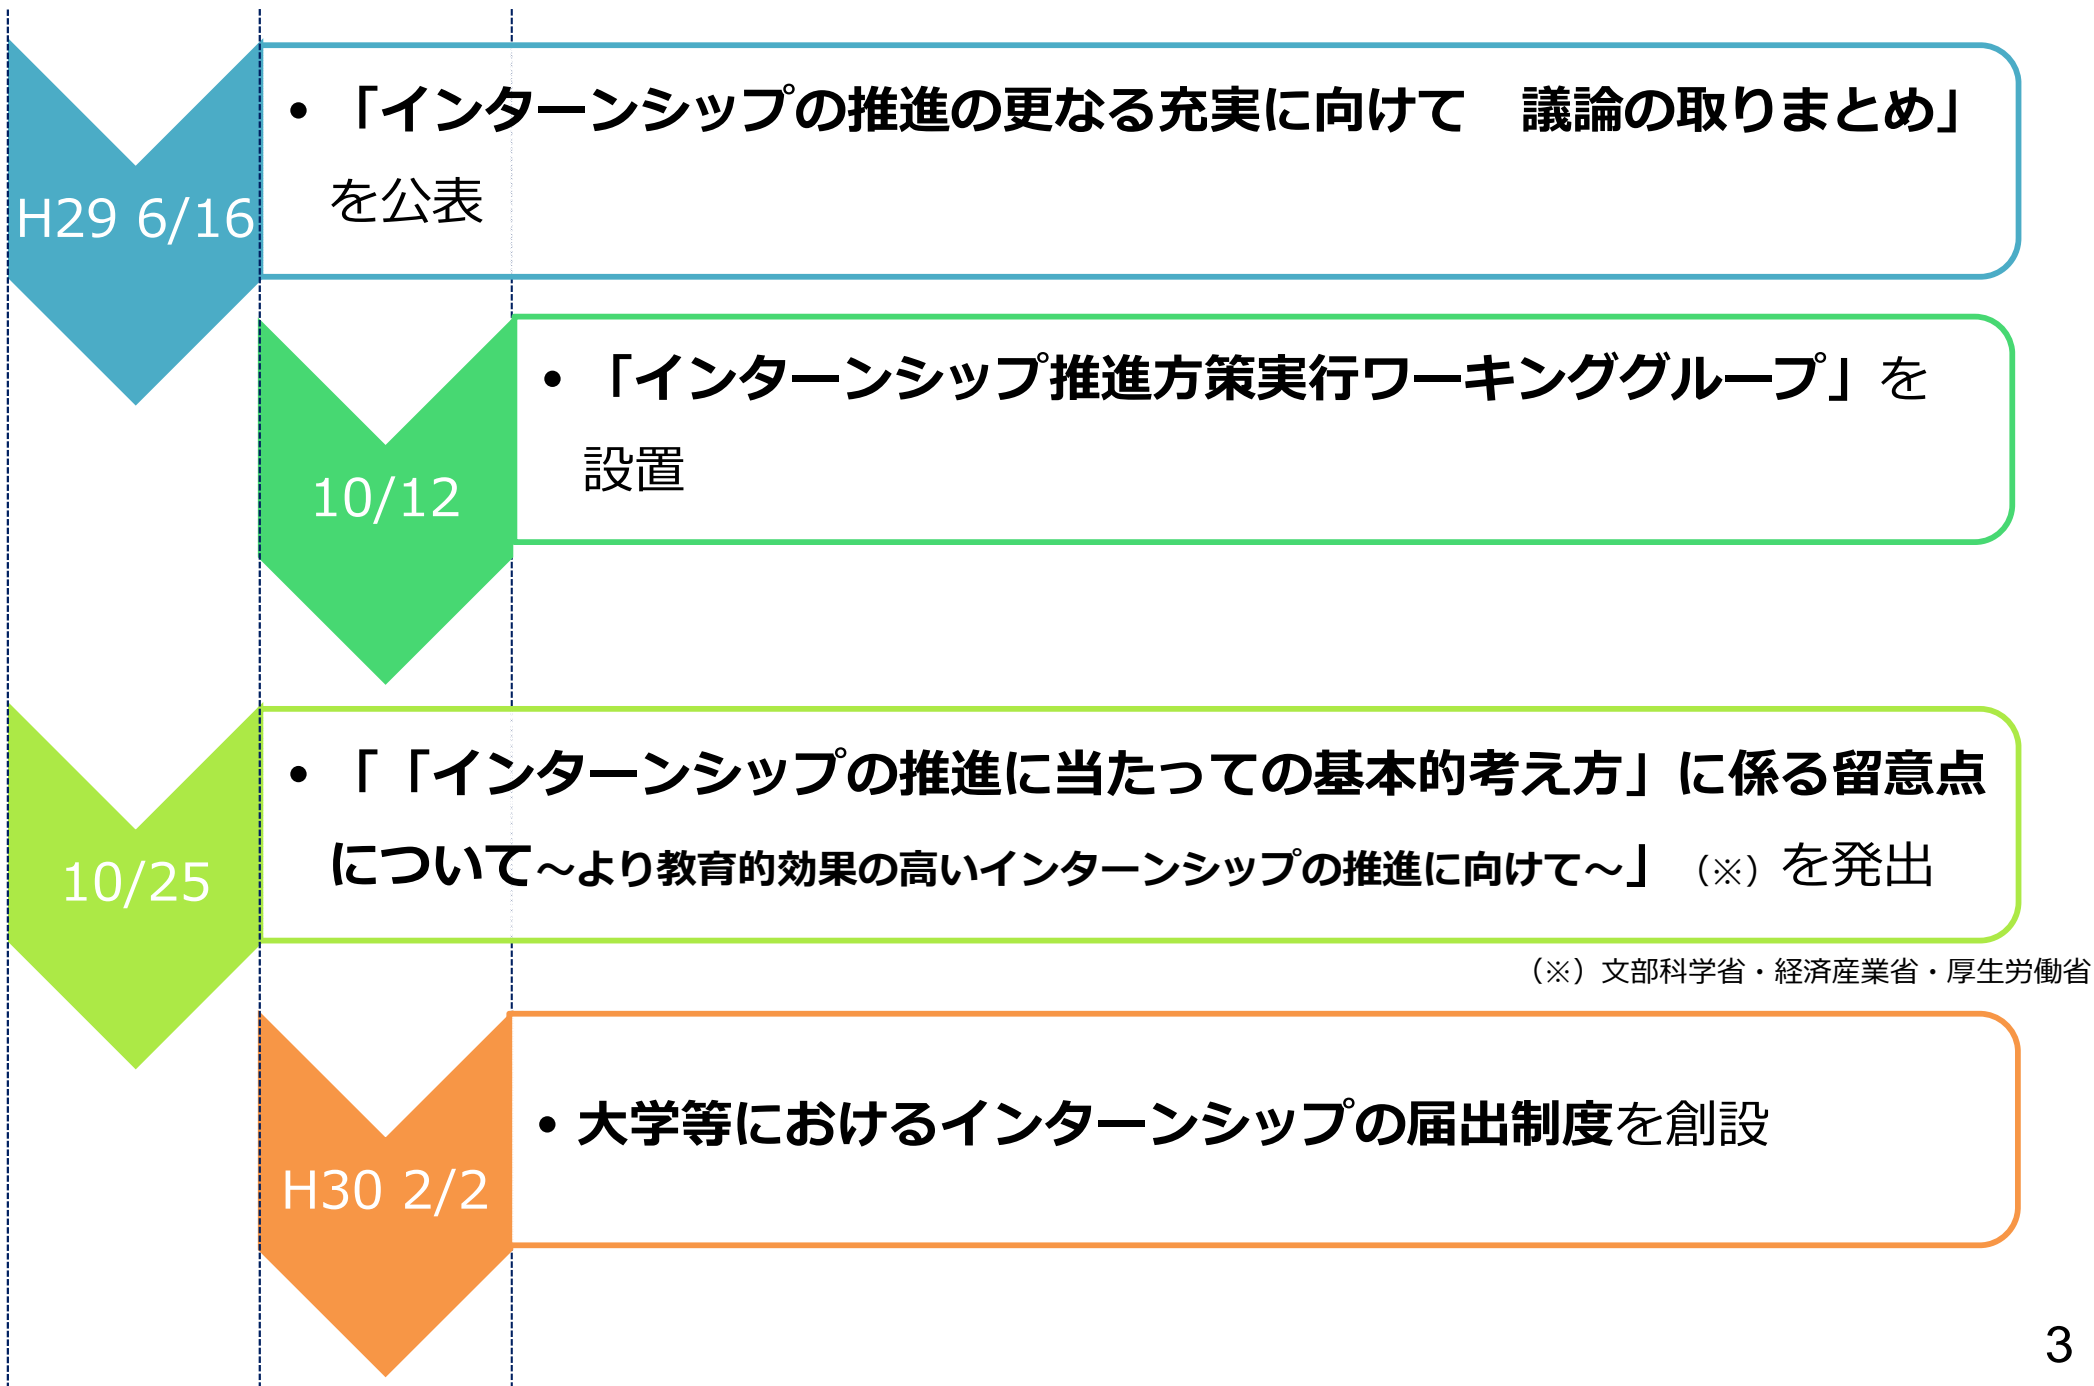 H29 6/16
• 「インターンシップの推進の更なる充実に向けて　議論の取りまとめ」
を公表
10/12
• 「インターンシップ推進方策実行ワーキンググループ」を
設置
10/25
• 「「インターンシップの推進に当たっての基本的考え方」に係る留意点
について～より教育的効果の高いインターンシップの推進に向けて～」（※）を発出
（※）文部科学省・経済産業省・厚生労働省
H30 2/2
• 大学等におけるインターンシップの届出制度を創設
3